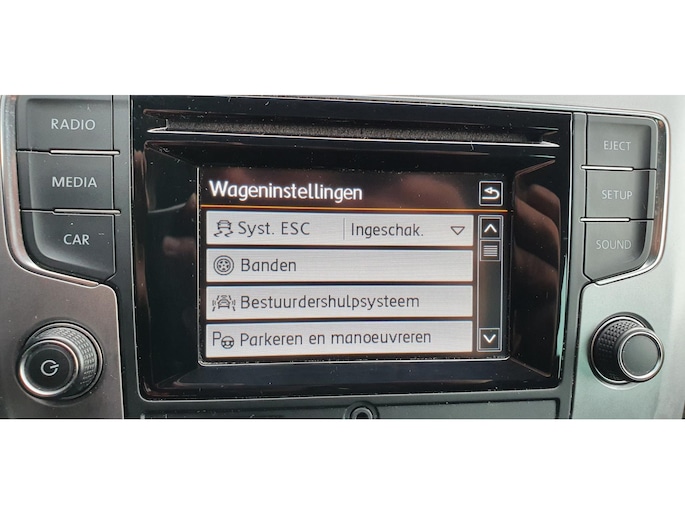 RADIO
MEDIA
CAR
Wageninstellingen
Syst. ESC Ingeschak.
Banden
Bestuurdershulpsysteem
P Parkeren en manoeuvreren
EJECT
SETUP
SOUND